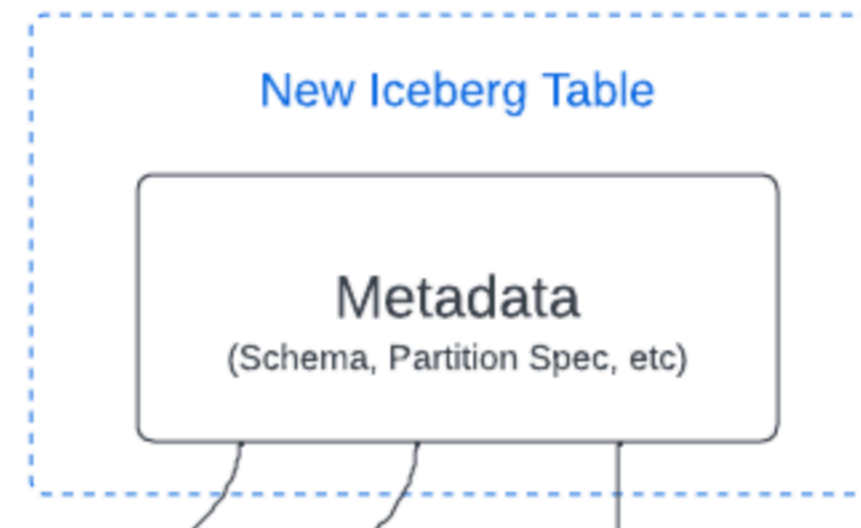 New Iceberg Table
Metadata
(Schema, Partition Spec, etc)